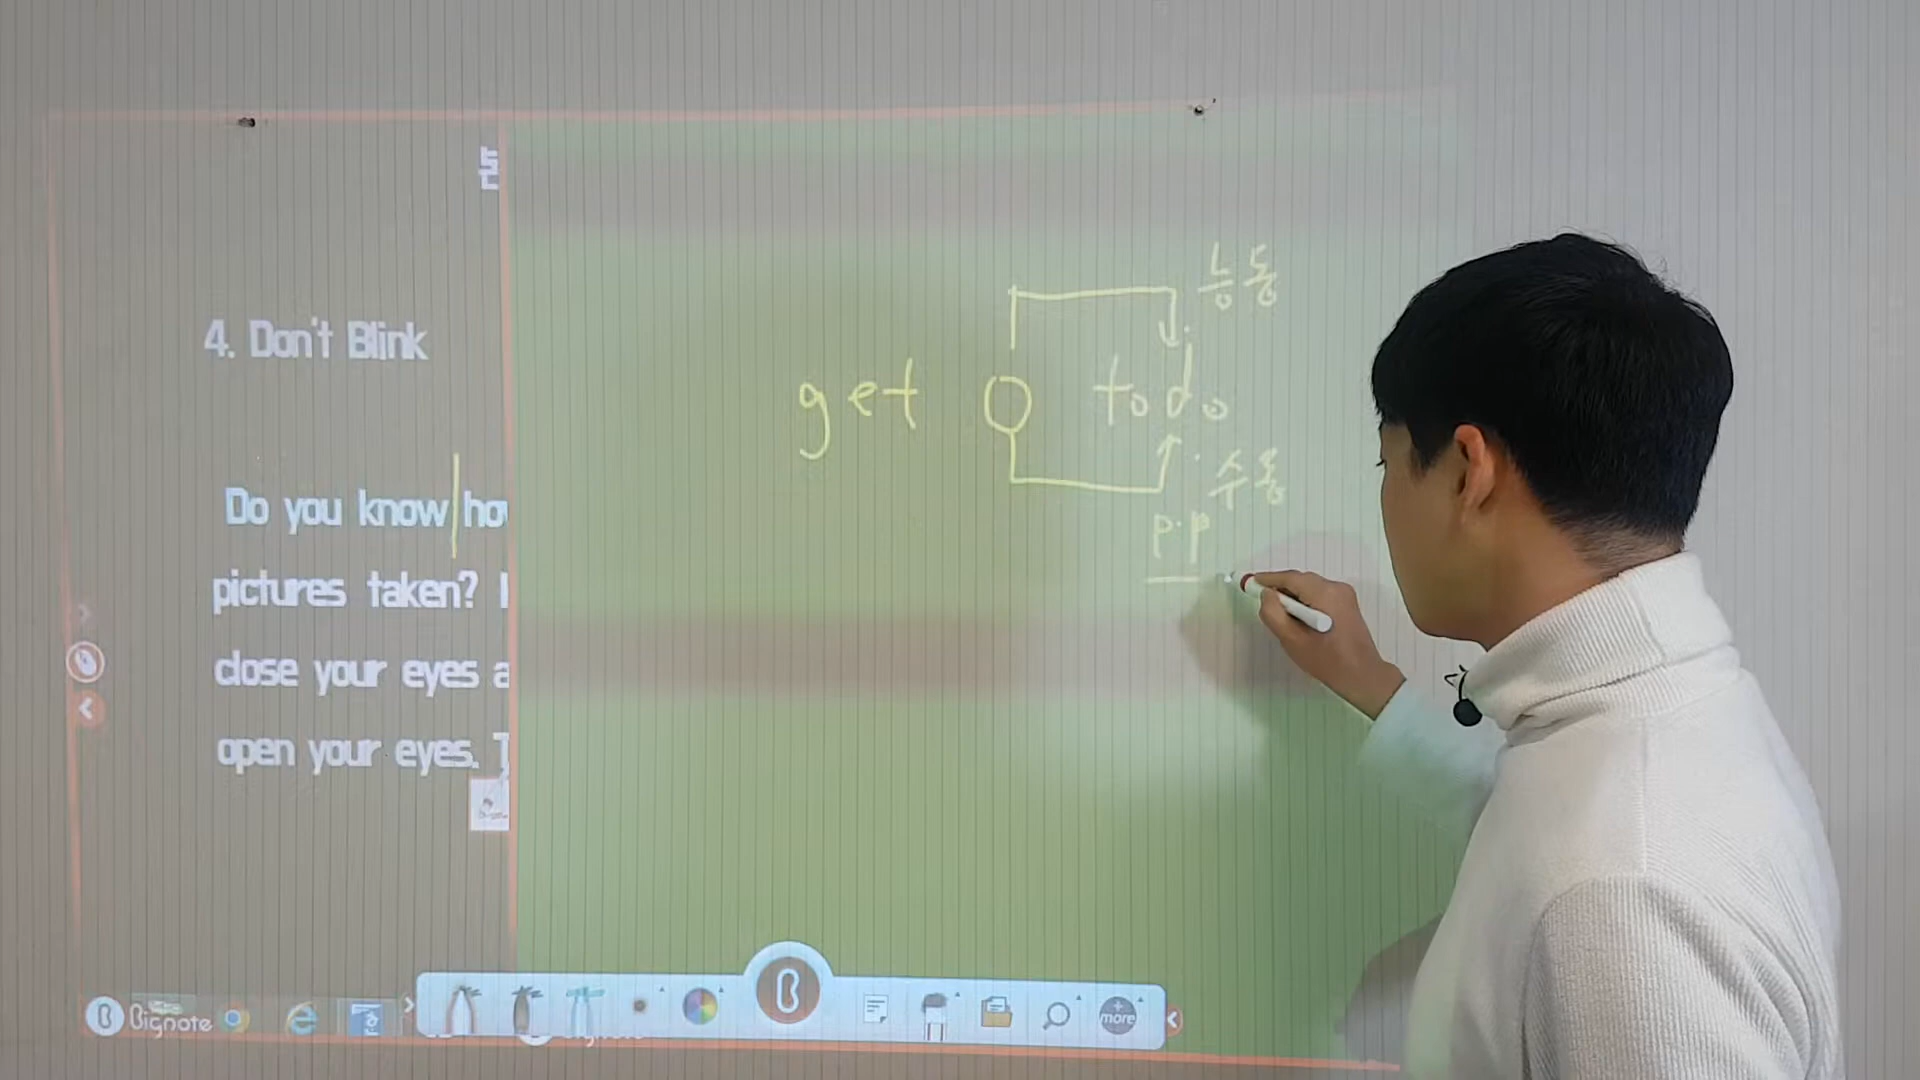 4. Don't Blink
Do you know how
pictures taken?
close your eyes a
open your eyes.
능동
get O to do
수동
p.p
Bignote
more